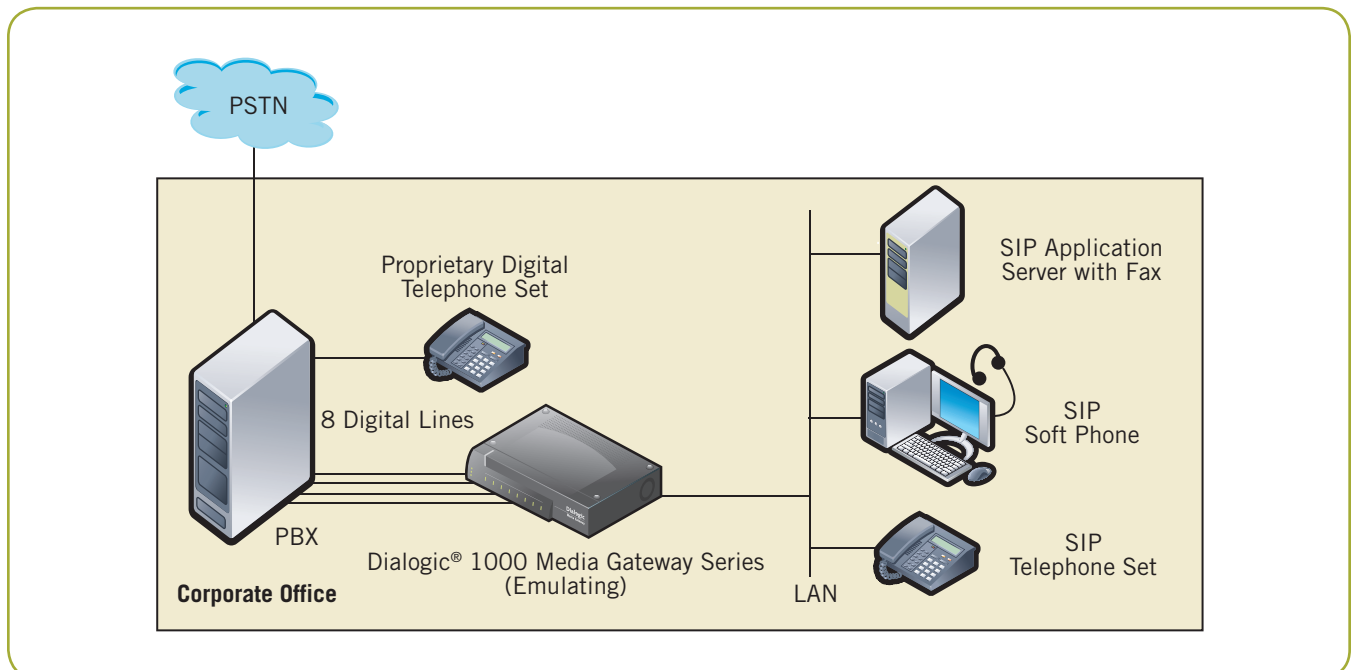 PSTN
Proprietary Digital
Telephone Set
8 Digital Lines
PBX
Dialogic® 1000 Media Gateway Series
(Emulating)
Corporate Office
LAN
SIP Application
Server with Fax
SIP
Soft Phone
SIP
Telephone Set
Dialogic